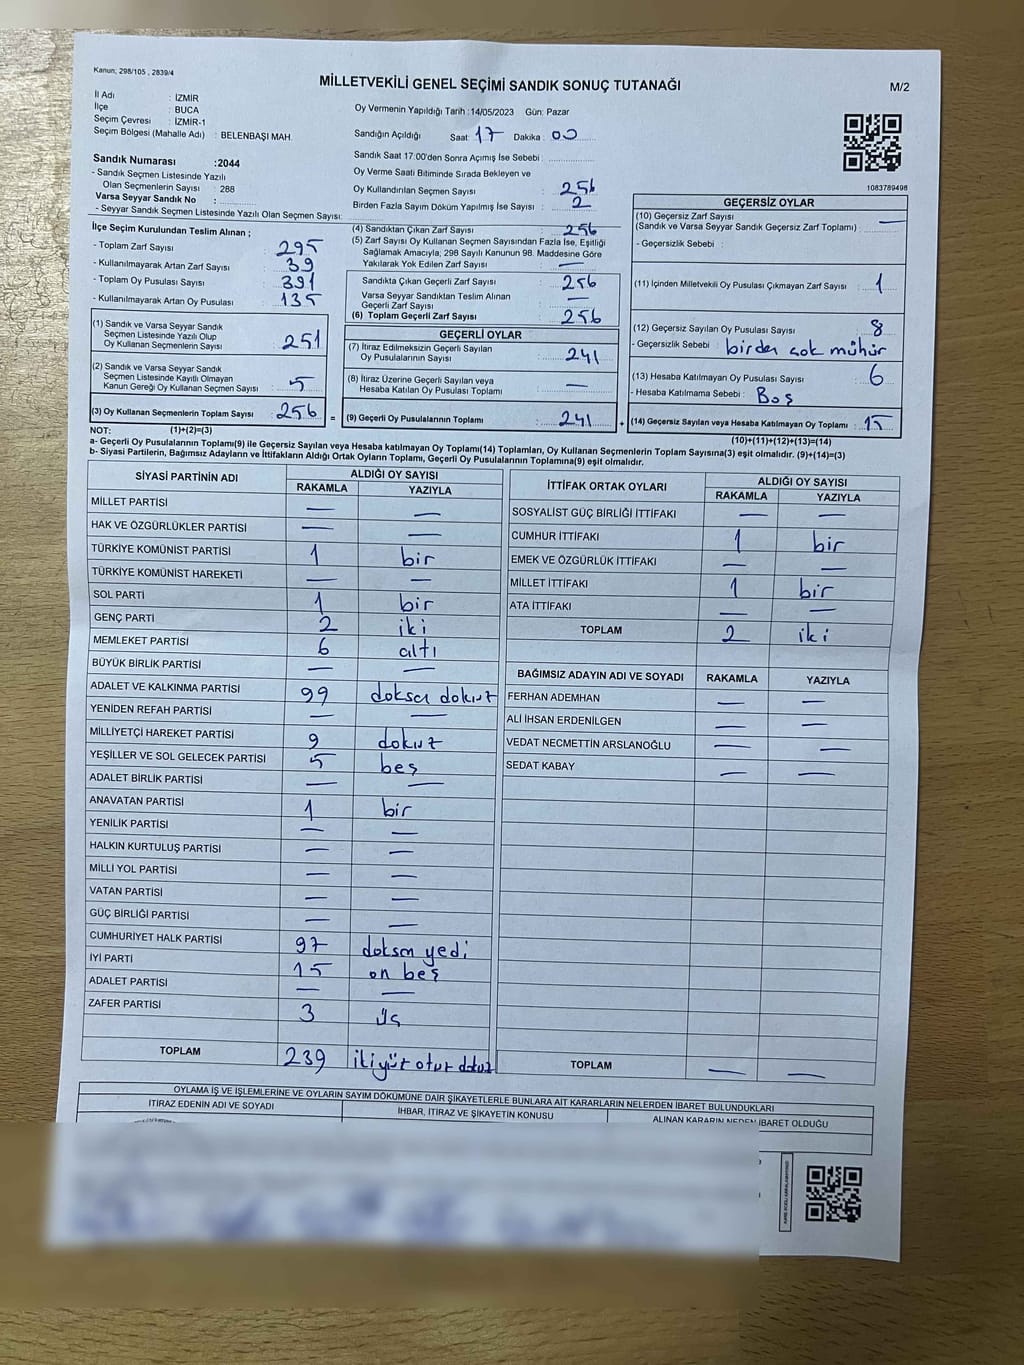 Kanun; 298/105 , 2839/4
MİLLETVEKİLİ GENEL SEÇİMİ SANDIK SONUÇ TUTANAĞI
M/2
İl Adı : İZMİR
İlçe : BUCA
Seçim Çevresi : İZMİR-1
Seçim Bölgesi (Mahalle Adı) : BELENBAŞI MAH.
Sandık Numarası :2044
- Sandık Seçmen Listesinde Yazılı
Olan Seçmenlerin Sayısı : 288
Varsa Seyyar Sandık No :
- Seyyar Sandık Seçmen Listesinde Yazılı Olan Seçmen Sayısı:
Oy Vermenin Yapıldığı Tarih :14/05/2023 Gün: Pazar
Sandığın Açıldığı Saat: 17 Dakika : 00
Sandık Saat 17:00'den Sonra Açımış İse Sebebi :
Oy Verme Saati Bitiminde Sırada Bekleyen ve
Oy Kullandırılan Seçmen Sayısı : 256
Birden Fazla Sayım Döküm Yapılmış İse Sayısı : 2
1083789498
İlçe Seçim Kurulundan Teslim Alınan ;
- Toplam Zarf Sayısı : 295
- Kullanılmayarak Artan Zarf Sayısı : 39
- Toplam Oy Pusulası Sayısı : 391
- Kullanılmayarak Artan Oy Pusulası : 135
(4) Sandıktan Çıkan Zarf Sayısı : 256
(5) Zarf Sayısı Oy Kullanan Seçmen Sayısından Fazla İse, Eşitliği
Sağlamak Amacıyla; 298 Sayılı Kanunun 98. Maddesine Göre
Yakılarak Yok Edilen Zarf Sayısı : —
Sandıkta Çıkan Geçerli Zarf Sayısı : 256
Varsa Seyyar Sandıktan Teslim Alınan
Geçerli Zarf Sayısı : —
(6) Toplam Geçerli Zarf Sayısı : 256
GEÇERSİZ OYLAR
(10) Geçersiz Zarf Sayısı —
(Sandık ve Varsa Seyyar Sandık Geçersiz Zarf Toplamı) :
- Geçersizlik Sebebi :
(11) İçinden Milletvekili Oy Pusulası Çıkmayan Zarf Sayısı : 1
(12) Geçersiz Sayılan Oy Pusulası Sayısı : 8
- Geçersizlik Sebebi : birden çok mühür
(13) Hesaba Katılmayan Oy Pusulası Sayısı : 6
- Hesaba Katılmama Sebebi : Boş
(14) Geçersiz Sayılan veya Hesaba Katılmayan Oy Toplamı : 15
(10)+(11)+(12)+(13)=(14)
(1) Sandık ve Varsa Seyyar Sandık
Seçmen Listesinde Yazılı Olup
Oy Kullanan Seçmenlerin Sayısı : 251
(2) Sandık ve Varsa Seyyar Sandık
Seçmen Listesinde Kayıtlı Olmayan
Kanun Gereği Oy Kullanan Seçmen Sayısı : 5
(3) Oy Kullanan Seçmenlerin Toplam Sayısı : 256
(1)+(2)=(3)
GEÇERLİ OYLAR
(7) İtiraz Edilmeksizin Geçerli Sayılan
Oy Pusulalarının Sayısı : 241
(8) İtiraz Üzerine Geçerli Sayılan veya
Hesaba Katılan Oy Pusulası Toplamı : —
= (9) Geçerli Oy Pusulalarının Toplamı : 241 +
NOT:
a- Geçerli Oy Pusulalarının Toplamı(9) ile Geçersiz Sayılan veya Hesaba katılmayan Oy Toplamı(14) Toplamları, Oy Kullanan Seçmenlerin Toplam Sayısına(3) eşit olmalıdır. (9)+(14)=(3)
b- Siyasi Partilerin, Bağımsız Adayların ve İttifakların Aldığı Ortak Oyların Toplamı, Geçerli Oy Pusulalarının Toplamına(9) eşit olmalıdır.
SİYASİ PARTİNİN ADI ALDIĞI OY SAYISI
RAKAMLA YAZIYLA
MİLLET PARTİSİ — —
HAK VE ÖZGÜRLÜKLER PARTİSİ — —
TÜRKİYE KOMÜNİST PARTİSİ 1 bir
TÜRKİYE KOMÜNİST HAREKETİ — —
SOL PARTİ 1 bir
GENÇ PARTİ 2 iki
MEMLEKET PARTİSİ 6 altı
BÜYÜK BİRLİK PARTİSİ — —
ADALET VE KALKINMA PARTİSİ 99 doksan dokuz
YENİDEN REFAH PARTİSİ — —
MİLLİYETÇİ HAREKET PARTİSİ 9 dokuz
YEŞİLLER VE SOL GELECEK PARTİSİ 5 beş
ADALET BİRLİK PARTİSİ — —
ANAVATAN PARTİSİ 1 bir
YENİLİK PARTİSİ — —
HALKIN KURTULUŞ PARTİSİ — —
MİLLİ YOL PARTİSİ — —
VATAN PARTİSİ — —
GÜÇ BİRLİĞİ PARTİSİ — —
CUMHURİYET HALK PARTİSİ 97 doksan yedi
İYİ PARTİ 15 on beş
ADALET PARTİSİ — —
ZAFER PARTİSİ 3 üç
TOPLAM 239 ikiyüz otuz dokuz
İTTİFAK ORTAK OYLARI ALDIĞI OY SAYISI
RAKAMLA YAZIYLA
SOSYALİST GÜÇ BİRLİĞİ İTTİFAKI — —
CUMHUR İTTİFAKI 1 bir
EMEK VE ÖZGÜRLÜK İTTİFAKI — —
MİLLET İTTİFAKI 1 bir
ATA İTTİFAKI — —
TOPLAM 2 iki
BAĞIMSIZ ADAYIN ADI VE SOYADI RAKAMLA YAZIYLA
FERHAN ADEMHAN — —
ALİ İHSAN ERDENİLGEN — —
VEDAT NECMETTİN ARSLANOĞLU — —
SEDAT KABAY — —
TOPLAM — —
OYLAMA İŞ VE İŞLEMLERİNE VE OYLARIN SAYIM DÖKÜMÜNE DAİR ŞİKAYETLERLE BUNLARA AİT KARARLARIN NELERDEN İBARET BULUNDUKLARI
İTİRAZ EDENİN ADI VE SOYADI İHBAR, İTİRAZ VE ŞİKAYETİN KONUSU ALINAN KARARIN NEDEN İBARET OLDUĞU